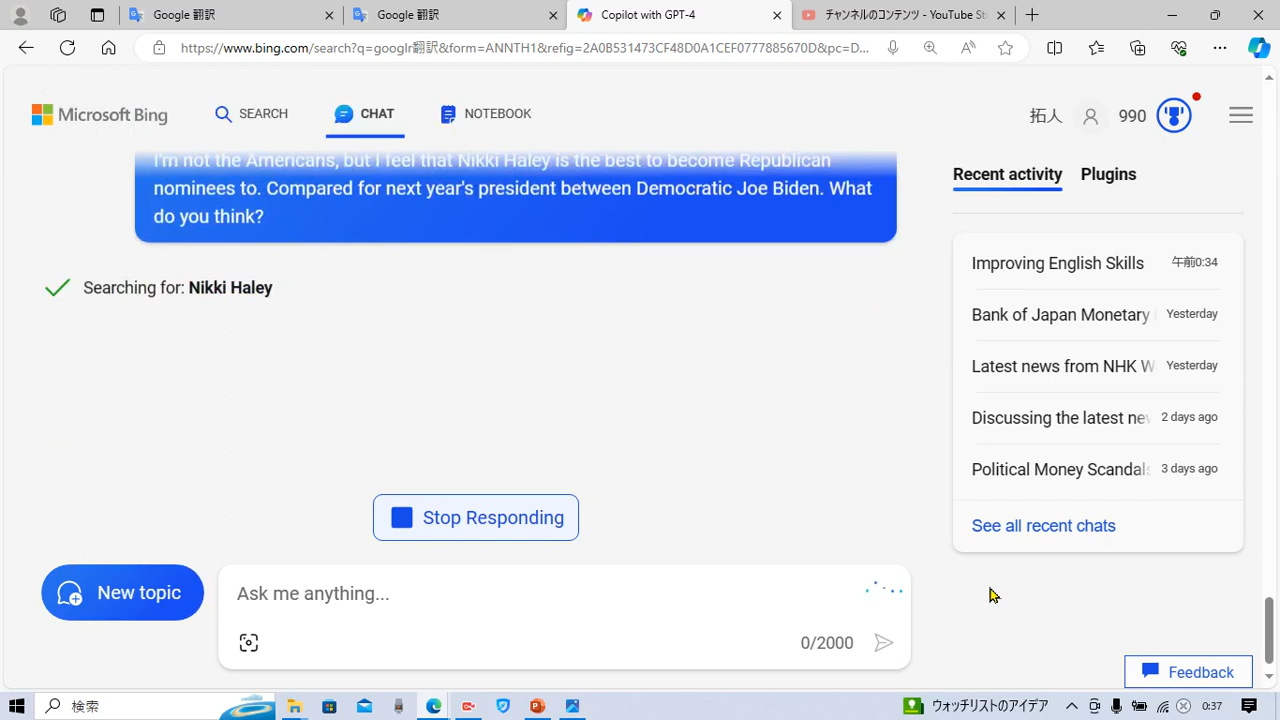 Google 翻訳
Google 翻訳
Copilot with GPT-4
チャンネルのコンテンツ - YouTube St
https://www.bing.com/search?q=googlr翻訳&form=ANNTH1&refig=2A0B531473CF48D0A1CEF0777885670D&pc=D...
Microsoft Bing
SEARCH
CHAT
NOTEBOOK
拓人
990
I'm not the Americans, but I feel that Nikki Haley is the best to become Republican
nominees to. Compared for next year's president between Democratic Joe Biden. What
do you think?
Searching for: Nikki Haley
Stop Responding
New topic
Ask me anything...
0/2000
Recent activity
Plugins
Improving English Skills 午前0:34
Bank of Japan Monetary Yesterday
Latest news from NHK W Yesterday
Discussing the latest new 2 days ago
Political Money Scandals 3 days ago
See all recent chats
Feedback
検索
ウォッチリストのアイデア
0:37